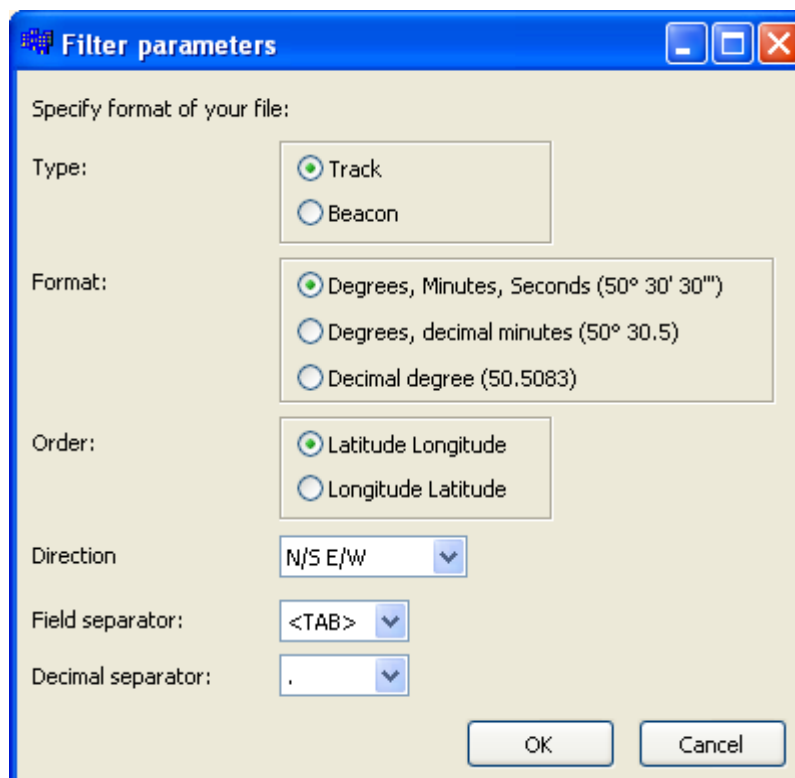 Filter parameters
Specify format of your file:
Type:
Track
Beacon
Format:
Degrees, Minutes, Seconds (50° 30' 30''')
Degrees, decimal minutes (50° 30.5)
Decimal degree (50.5083)
Order:
Latitude Longitude
Longitude Latitude
Direction
N/S E/W
Field separator:
<TAB>
Decimal separator:
.
OK
Cancel